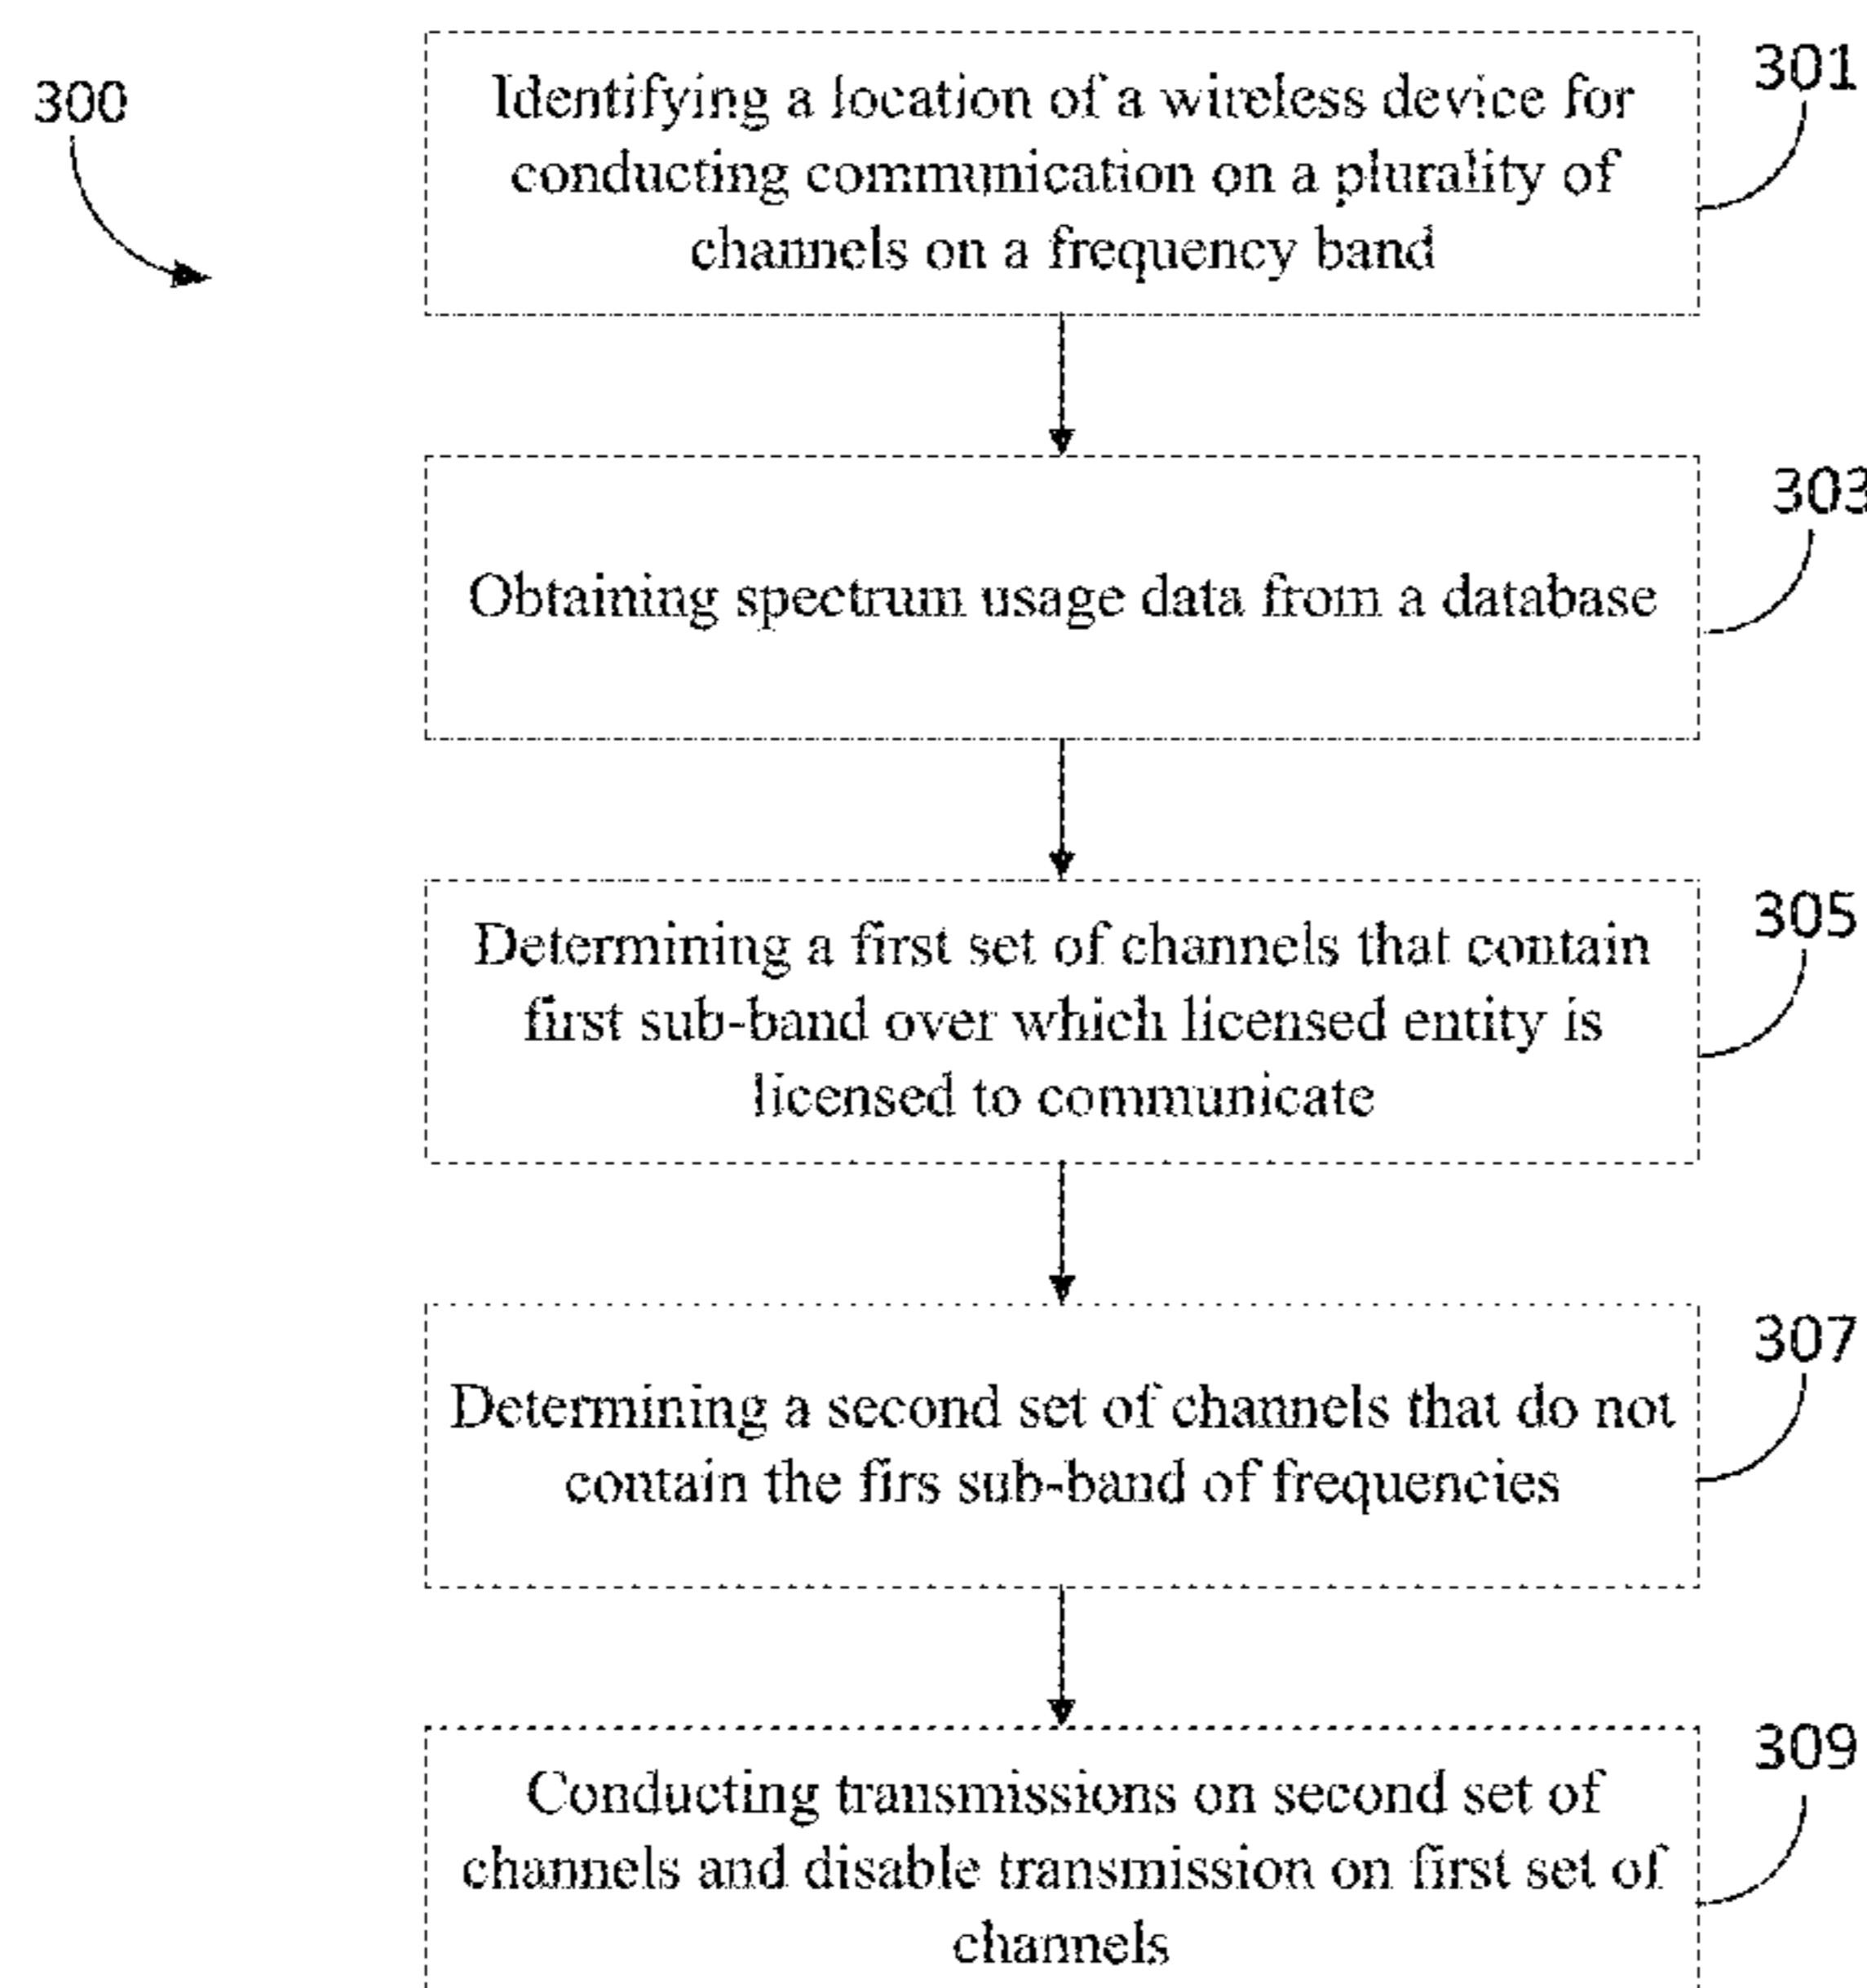 300
301
Identifying a location of a wireless device for
conducting communication on a plurality of
channels on a frequency band
303
Obtaining spectrum usage data from a database
305
Determining a first set of channels that contain
first sub-band over which licensed entity is
licensed to communicate
307
Determining a second set of channels that do not
contain the firs sub-band of frequencies
309
Conducting transmissions on second set of
channels and disable transmission on first set of
channels